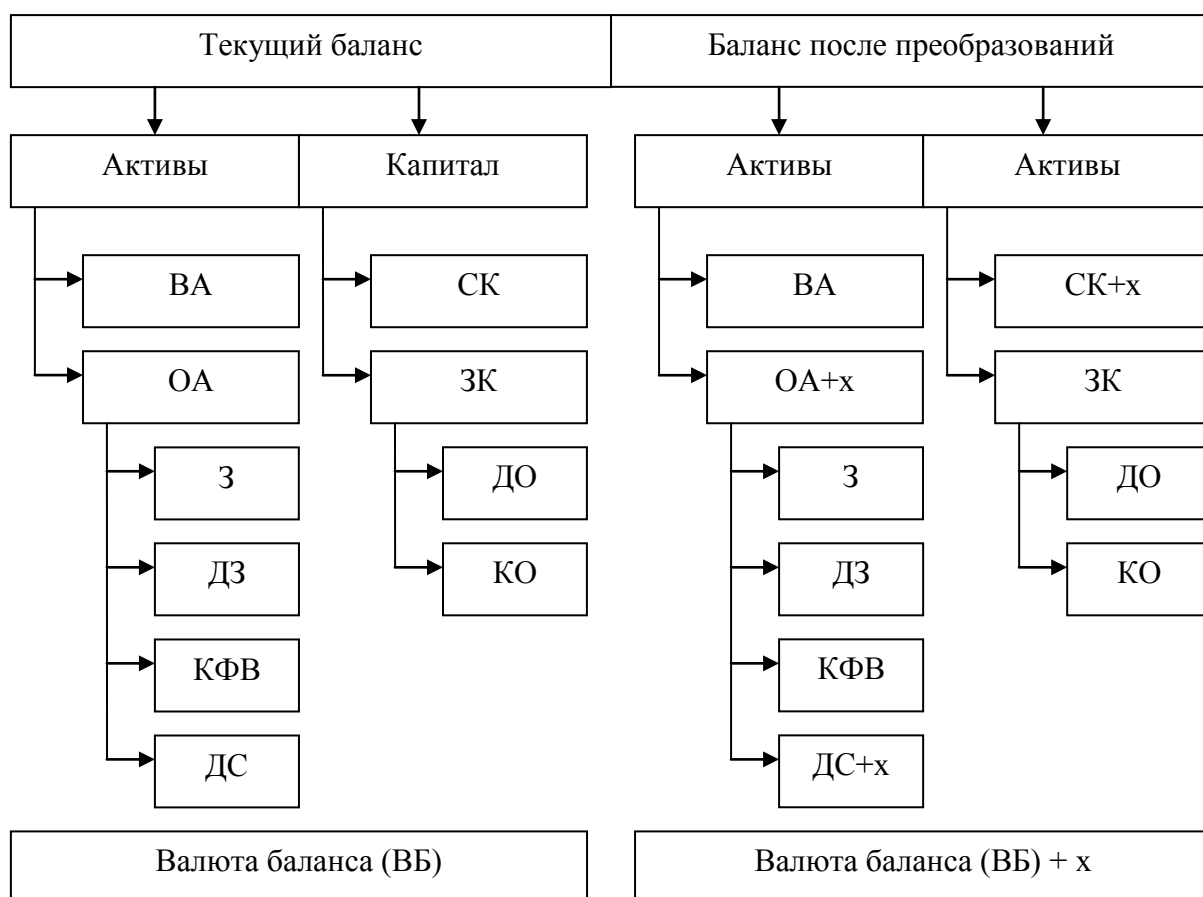 Текущий баланс
Баланс после преобразований
Активы
Капитал
Активы
Активы
ВА
СК
ВА
СК+х
ОА
ЗК
ОА+х
ЗК
З
ДО
З
ДО
ДЗ
КО
ДЗ
КО
КФВ
КФВ
ДС
ДС+х
Валюта баланса (ВБ)
Валюта баланса (ВБ) + х